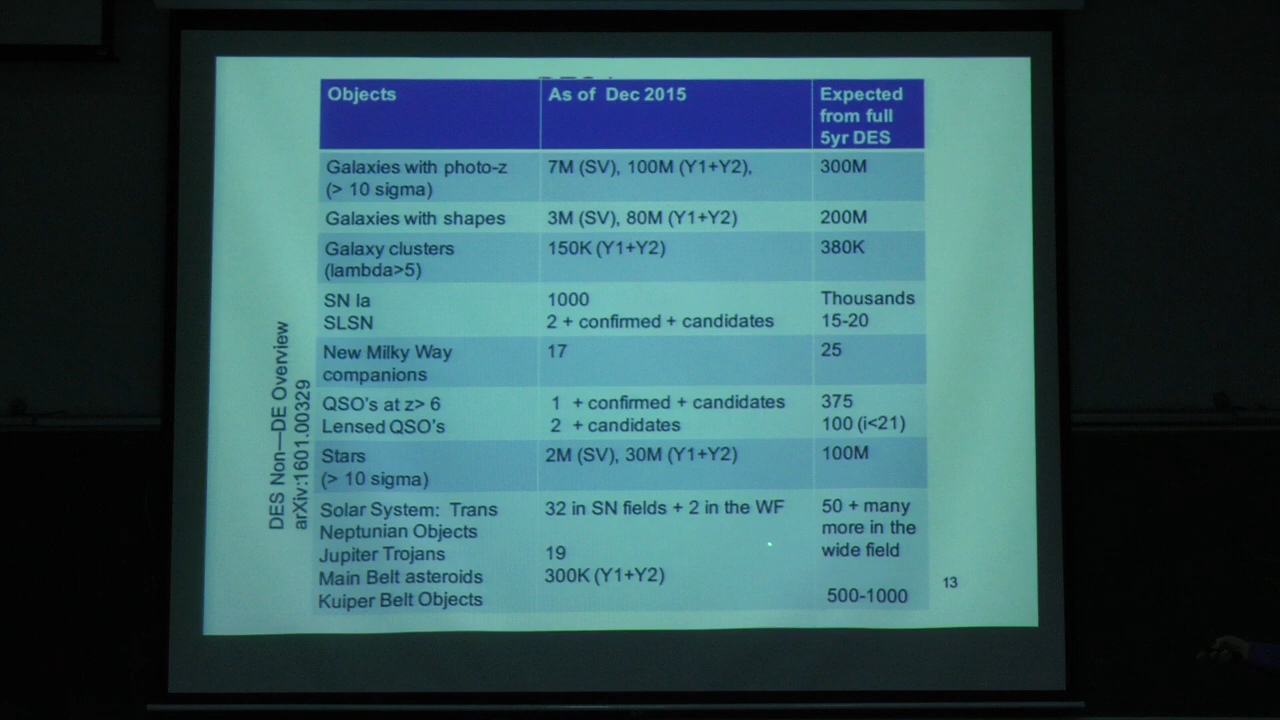 Objects As of Dec 2015 Expected
from full
5yr DES
Galaxies with photo-z 7M (SV), 100M (Y1+Y2), 300M
(> 10 sigma)
Galaxies with shapes 3M (SV), 80M (Y1+Y2) 200M
Galaxy clusters 150K (Y1+Y2) 380K
(lambda>5)
SN Ia 1000 Thousands
SLSN 2 + confirmed + candidates 15-20
New Milky Way 17 25
companions
QSO's at z> 6 1 + confirmed + candidates 375
Lensed QSO's 2 + candidates 100 (i<21)
Stars 2M (SV), 30M (Y1+Y2) 100M
(> 10 sigma)
Solar System: Trans 32 in SN fields + 2 in the WF 50 + many
Neptunian Objects more in the
Jupiter Trojans 19 wide field
Main Belt asteroids 300K (Y1+Y2)
Kuiper Belt Objects 500-1000
DES Non—DE Overview
arXiv:1601.00329
13